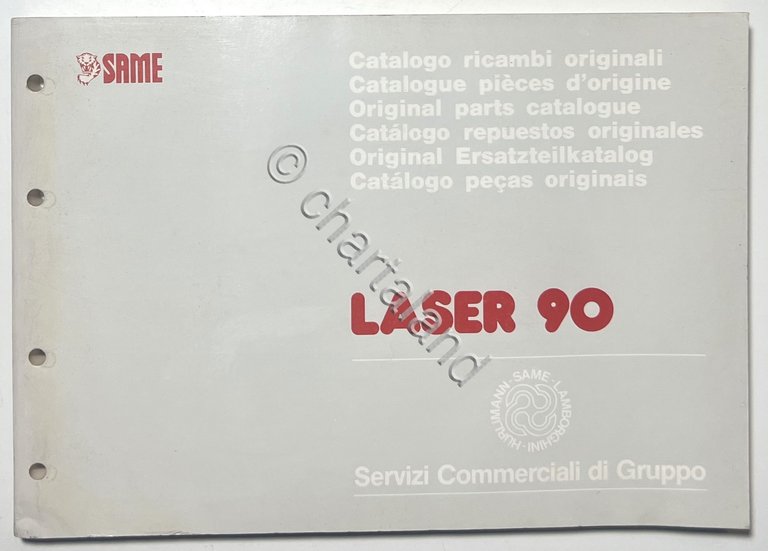 SAME
Catalogo ricambi originali
Catalogue pièces d'origine
Original parts catalogue
Catálogo repuestos originales
Original Ersatzteilkatalog
Catálogo peças originais
© chartaland
LASER 90
HURLIMANN-SAME-LAMBORGHINI-
Servizi Commerciali di Gruppo